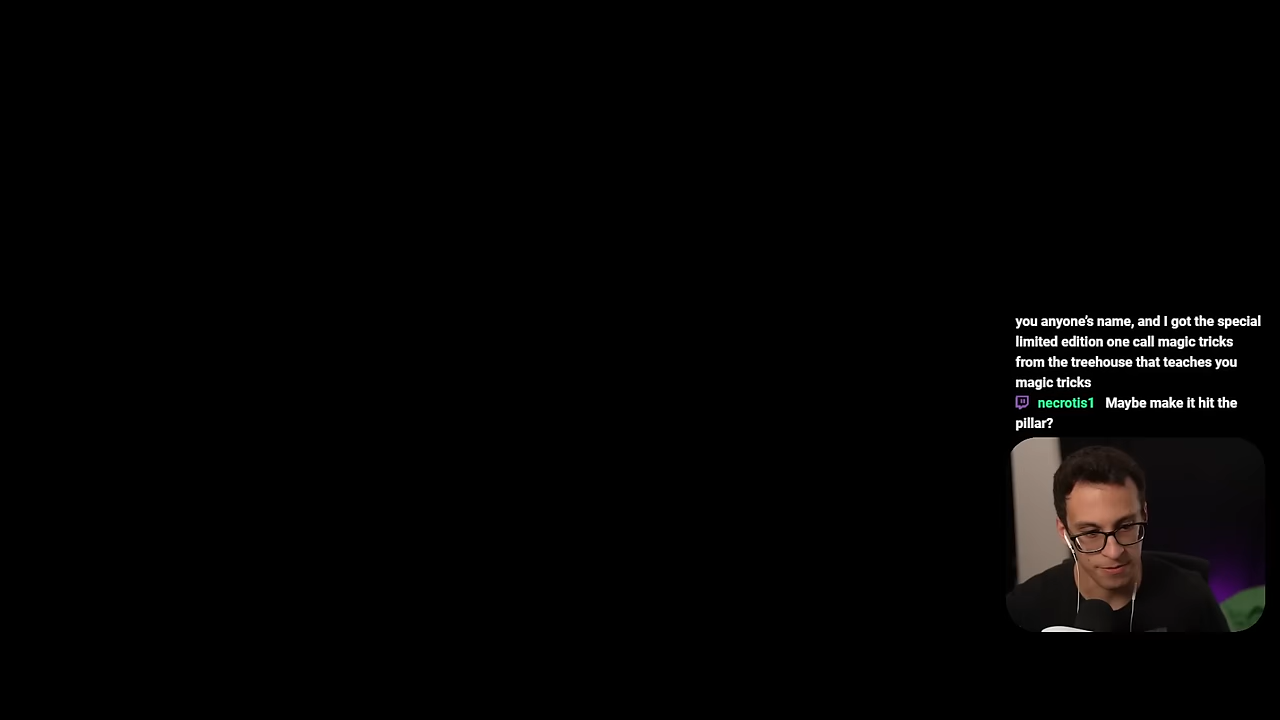 you anyone's name, and I got the special
limited edition one call magic tricks
from the treehouse that teaches you
magic tricks
necrotis1 Maybe make it hit the
pillar?